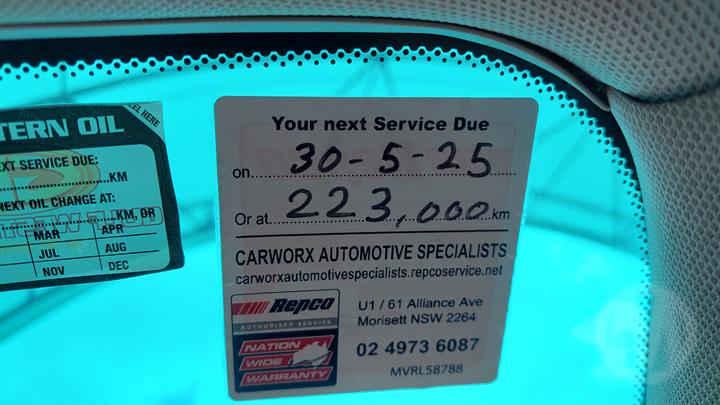 EEL HERE
TERN OIL
EXT SERVICE DUE:
KM
NEXT OIL CHANGE AT:
KM, OR
MAR APR
JUL AUG
NOV DEC
Your next Service Due
on 30-5-25
Or at 223,000 km
CARWORX AUTOMOTIVE SPECIALISTS
carworxautomotivespecialists.repcoservice.net
REPCO
AUTHORISED SERVICE
NATION
WIDE
WARRANTY
U1 / 61 Alliance Ave
Morisett NSW 2264
02 4973 6087
MVRL58788